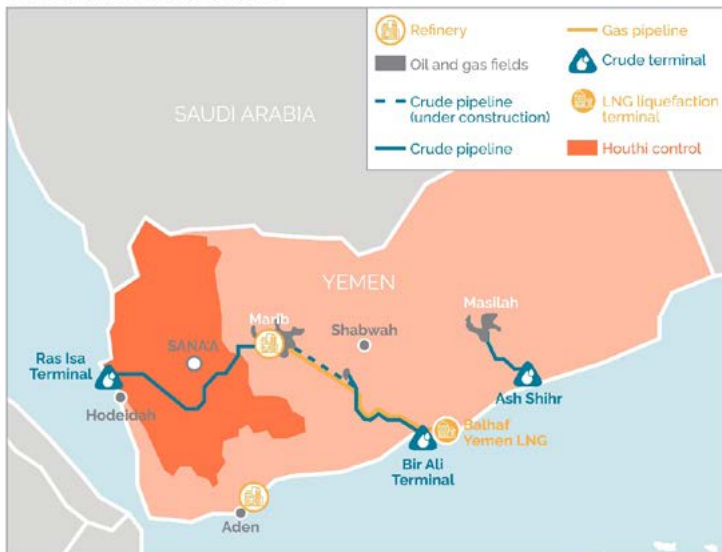 Refinery
Oil and gas fields
Crude pipeline
(under construction)
Crude pipeline
Gas pipeline
Crude terminal
LNG liquefaction
terminal
Houthi control
SAUDI ARABIA
YEMEN
Marib
Masilah
Shabwah
SANA'A
Ras Isa
Terminal
Hodeidah
Ash Shihr
Balhaf
Yemen LNG
Bir Ali
Terminal
Aden